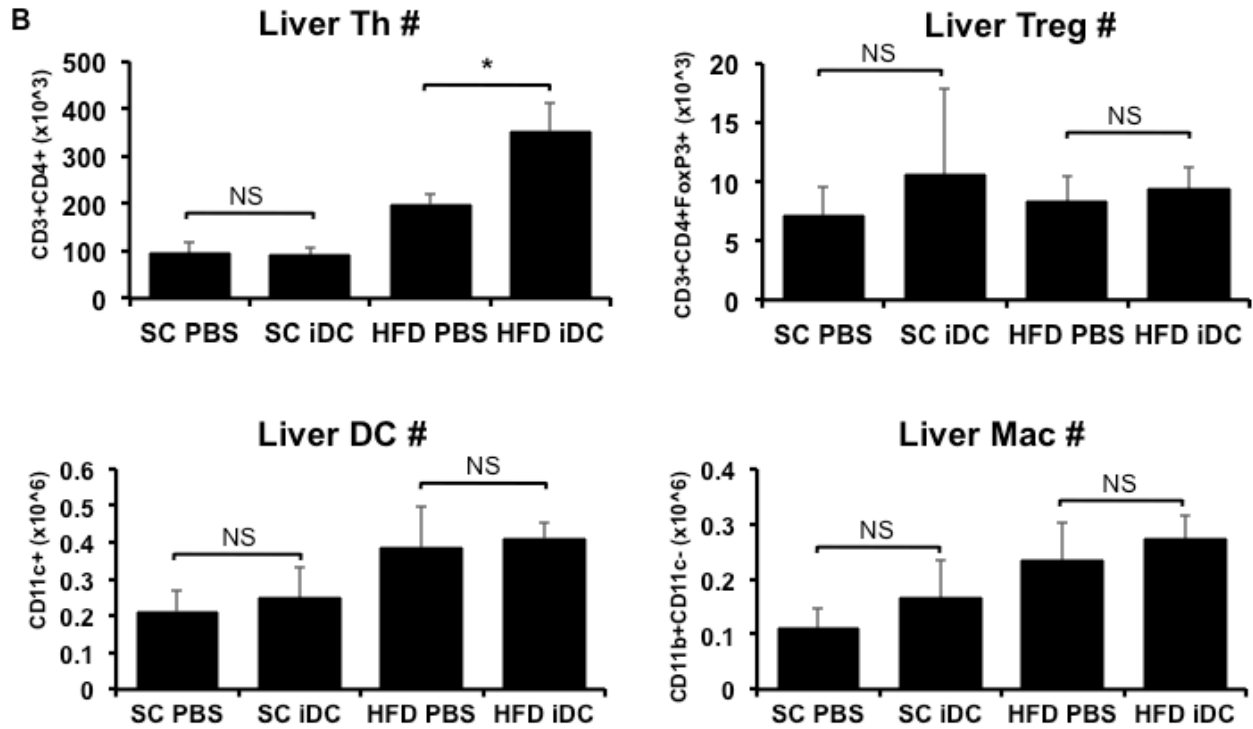 B
Liver Th #
CD3+CD4+ (x10^3)
500
400
300
200
100
0
NS
*
SC PBS SC iDC HFD PBS HFD iDC
Liver Treg #
CD3+CD4+FoxP3+ (x10^3)
20
15
10
5
0
NS
NS
SC PBS SC iDC HFD PBS HFD iDC
Liver DC #
CD11c+ (x10^6)
0.6
0.5
0.4
0.3
0.2
0.1
0
NS
NS
SC PBS SC iDC HFD PBS HFD iDC
Liver Mac #
CD11b+CD11c- (x10^6)
0.4
0.3
0.2
0.1
0
NS
NS
SC PBS SC iDC HFD PBS HFD iDC